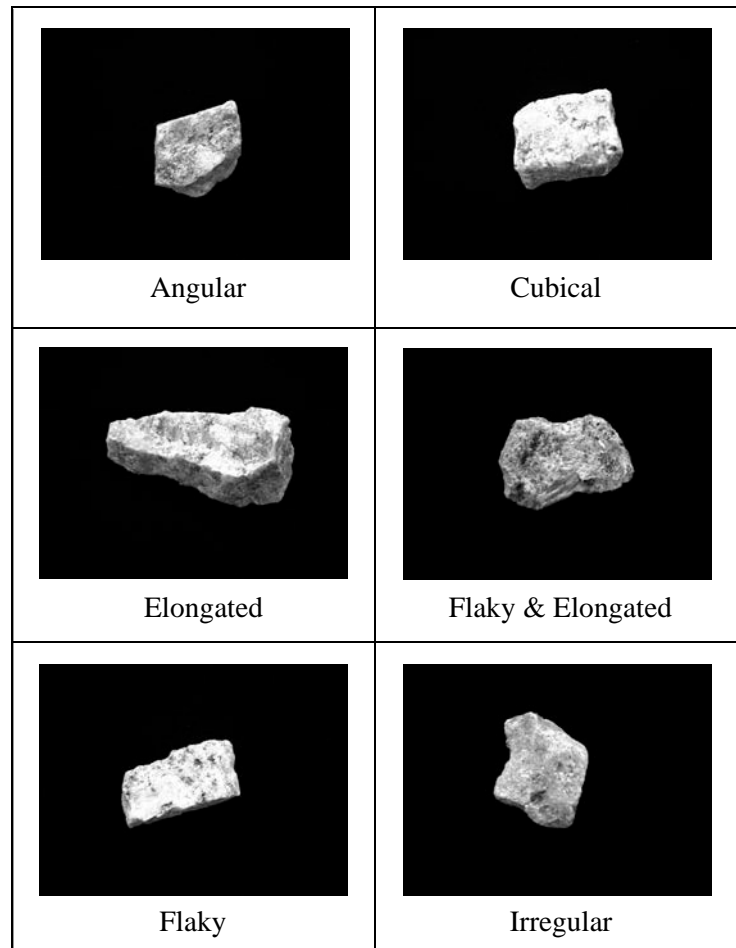 Angular
Cubical
Elongated
Flaky & Elongated
Flaky
Irregular